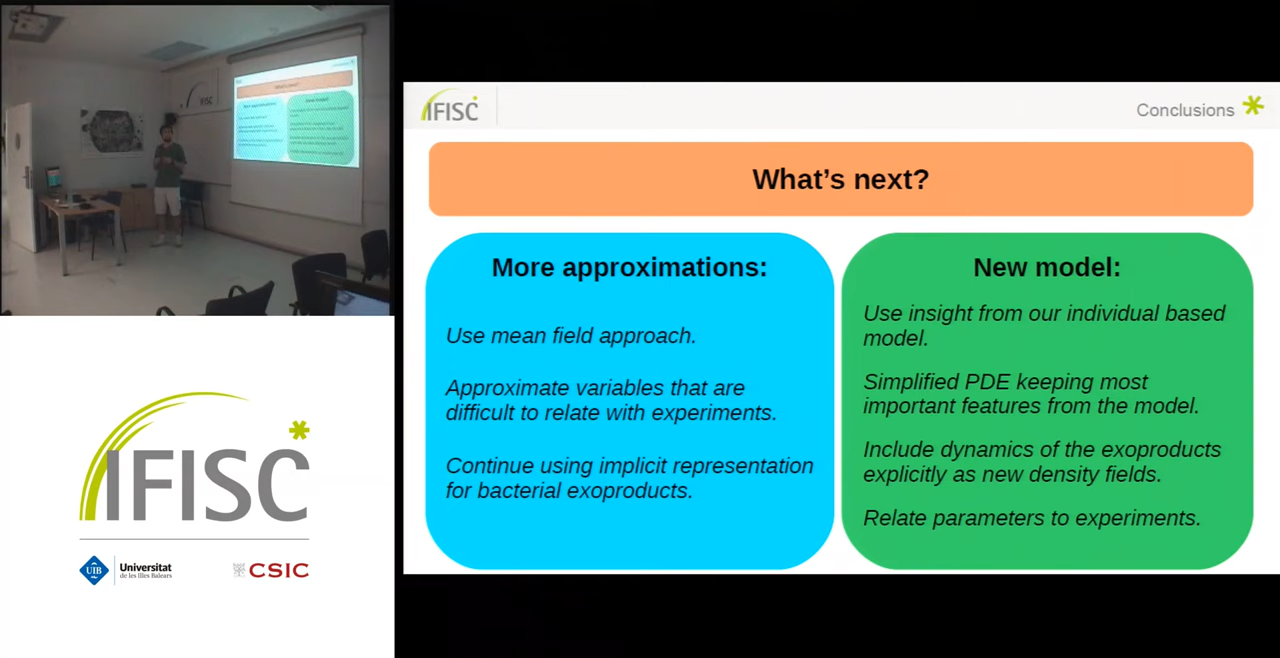 IFISC
Conclusions
What's next?
More approximations:
Use mean field approach.
Approximate variables that are
difficult to relate with experiments.
Continue using implicit representation
for bacterial exoproducts.
New model:
Use insight from our individual based
model.
Simplified PDE keeping most
important features from the model.
Include dynamics of the exoproducts
explicitly as new density fields.
Relate parameters to experiments.
IFISC
UIB
Universitat
de les Illes Balears
CSIC